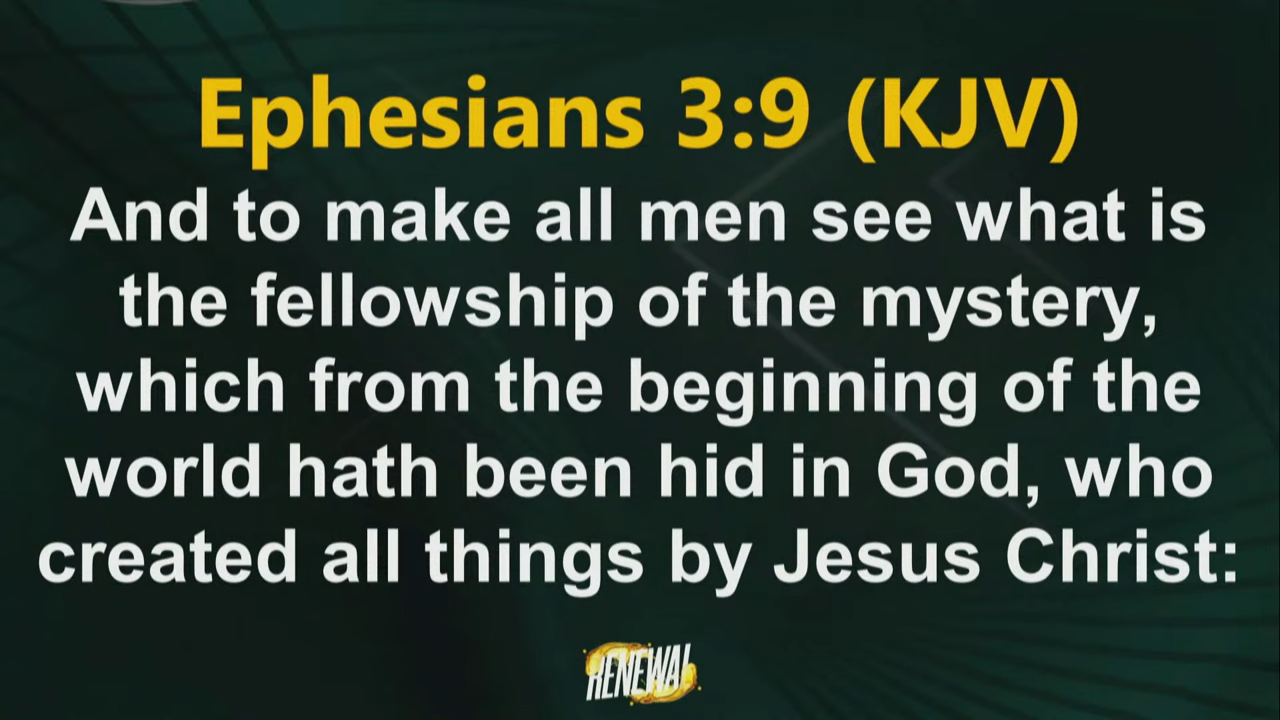 Ephesians 3:9 (KJV)
And to make all men see what is
the fellowship of the mystery,
which from the beginning of the
world hath been hid in God, who
created all things by Jesus Christ:
RENEWAL